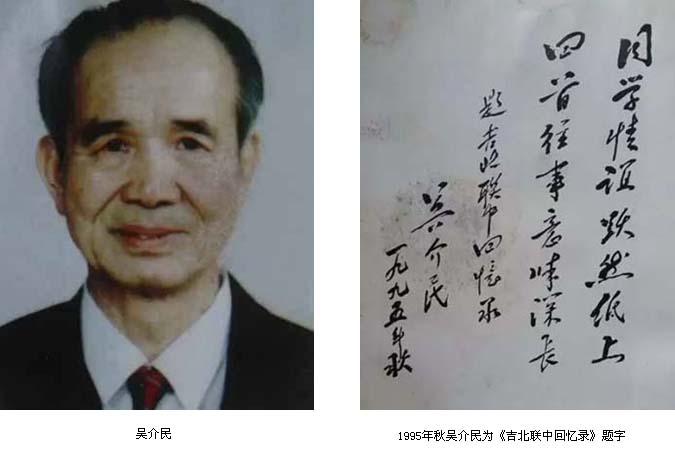 同学情谊跃然纸上
回首往事意味深长
题吉北联中回忆录
吴介民
一九九五年秋
吴介民
1995年秋吴介民为《吉北联中回忆录》题字